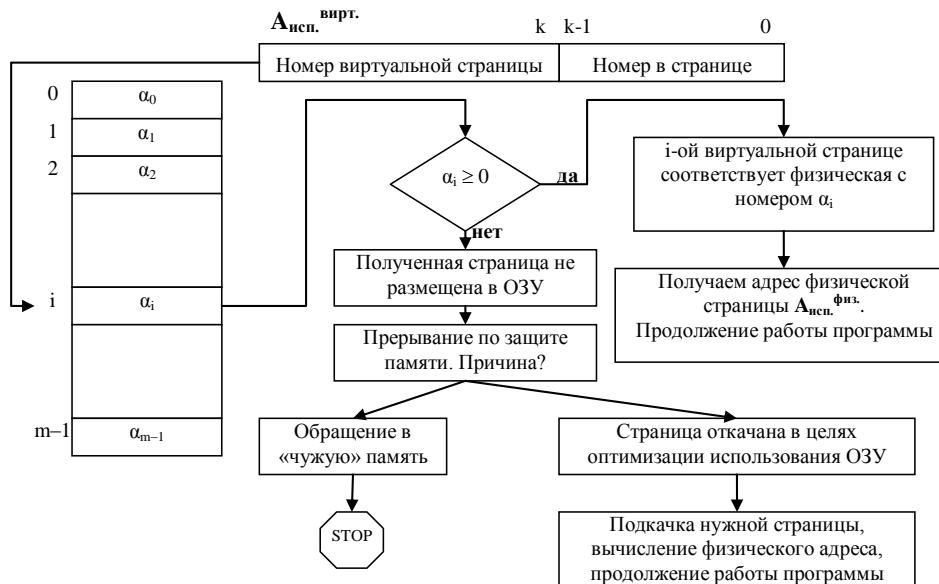 Aисп.вирт.
k k-1 0
Номер виртуальной страницы Номер в странице
0 α0
1 α1
2 α2
i αi
m–1 αm–1
αi ≥ 0
да
нет
i-ой виртуальной странице
соответствует физическая с
номером αi
Получаем адрес физической
страницы Aисп.физ.
Продолжение работы программы
Полученная страница не
размещена в ОЗУ
Прерывание по защите
памяти. Причина?
Обращение в
«чужую» память
STOP
Страница откачана в целях
оптимизации использования ОЗУ
Подкачка нужной страницы,
вычисление физического адреса,
продолжение работы программы